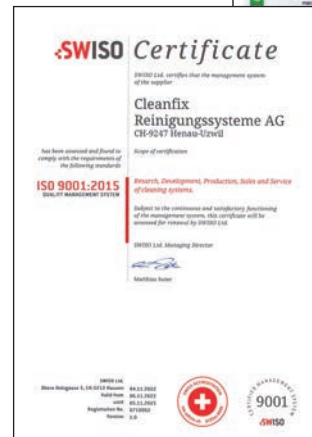 SWISO Certificate
SWISO Ltd. certifies that the management system
of the supplier
Cleanfix
Reinigungssysteme AG
CH-9247 Henau-Uzwil
has been assessed and found to
comply with the requirements of
the following standards
Scope of certification
ISO 9001:2015
QUALITY MANAGEMENT SYSTEM
Research, Development, Production, Sales and Service
of cleaning systems.
Subject to the continuous and satisfactory functioning
of the management system, this certificate will be
assessed for renewal by SWISO Ltd.
SWISO Ltd. Managing Director
SWISO Ltd.
Valid from
until
Registration No.
Version 1.0
9001
SWISO